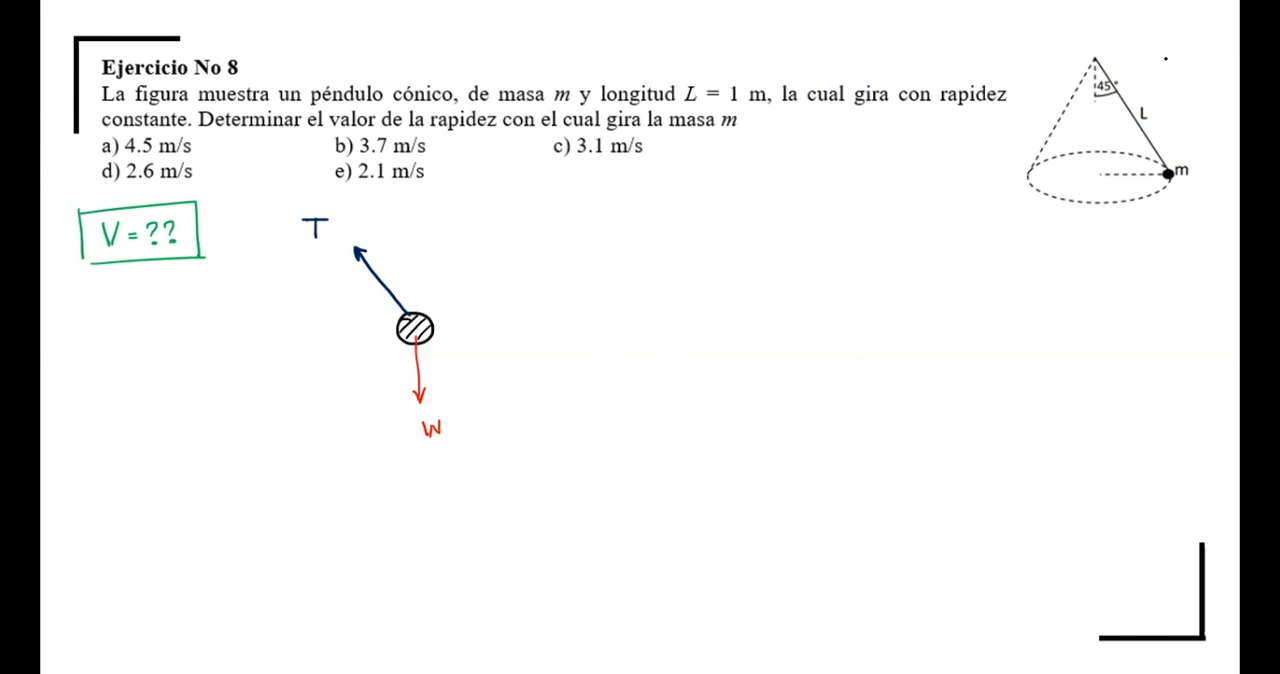 Ejercicio No 8
La figura muestra un péndulo cónico, de masa m y longitud L = 1 m, la cual gira con rapidez
constante. Determinar el valor de la rapidez con el cual gira la masa m
a) 4.5 m/s b) 3.7 m/s c) 3.1 m/s
d) 2.6 m/s e) 2.1 m/s
45°
L
m
V = ??
T
W